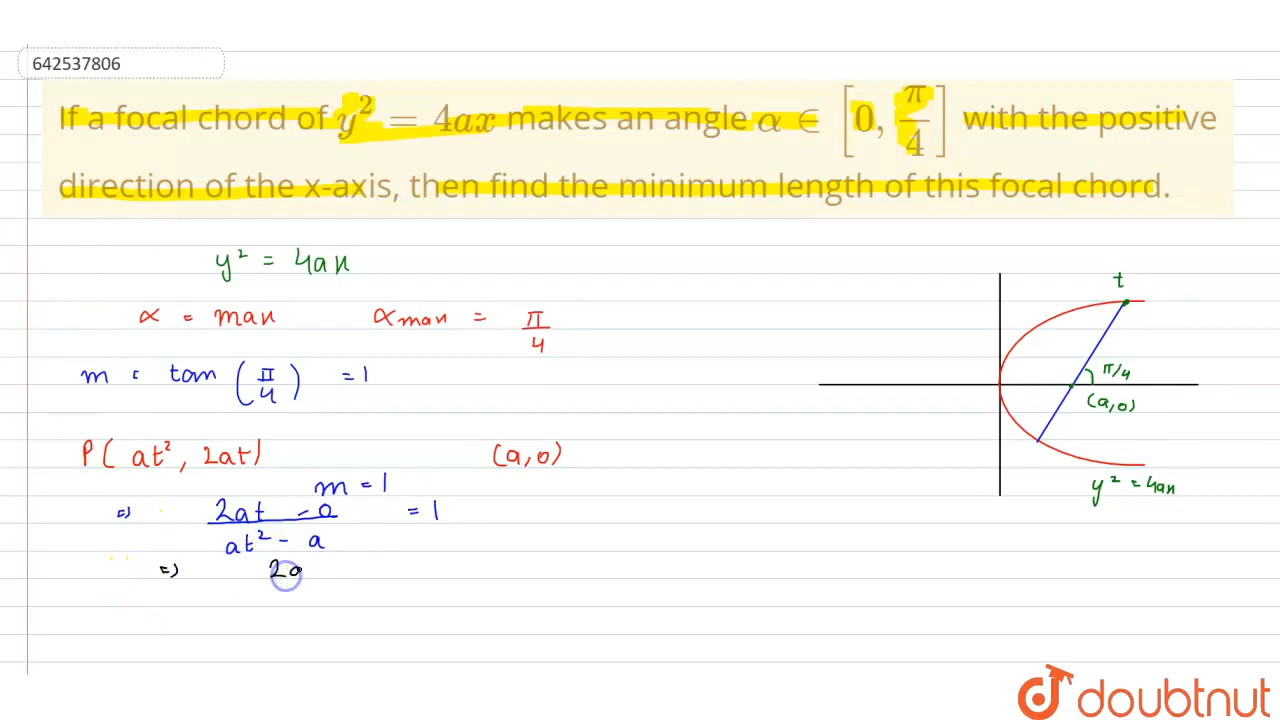 642537806
If a focal chord of y² = 4ax makes an angle α ∈ [0, π/4] with the positive
direction of the x-axis, then find the minimum length of this focal chord.
y² = 4ax
α = max αmax = π/4
m = tan (π/4) = 1
P( at², 2at) (a,0)
m = 1
⇒ (2at - 0)/(at² - a) = 1
⇒ 2a
t
π/4
(a,0)
y² = 4ax
doubtnut